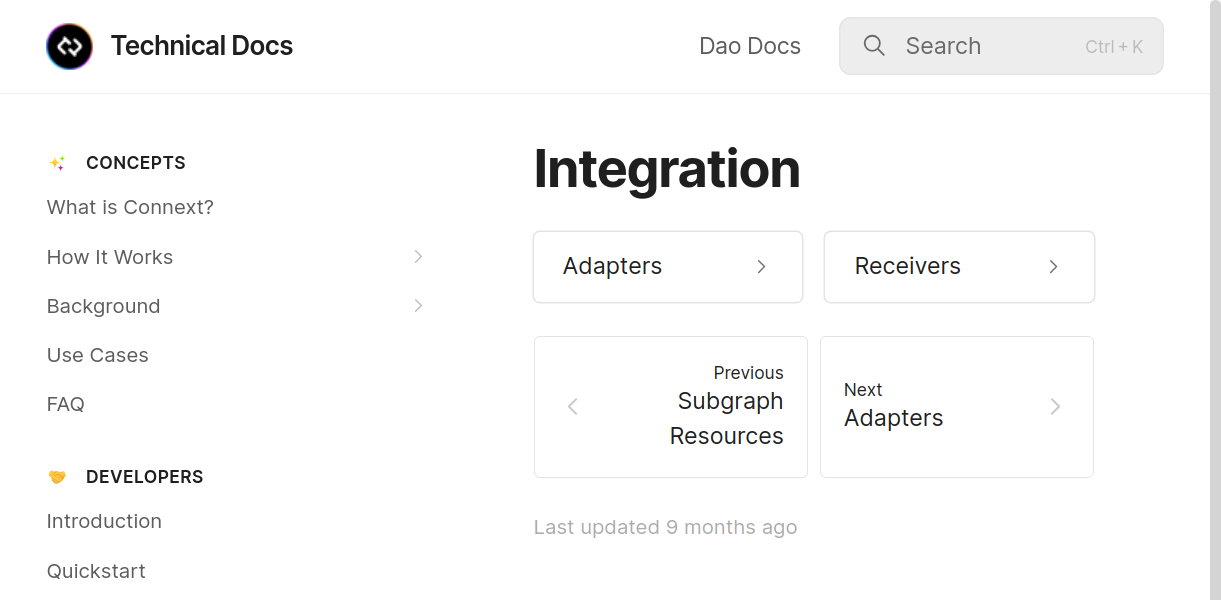 Technical Docs
Dao Docs
Search
Ctrl + K
CONCEPTS
What is Connext?
How It Works
Background
Use Cases
FAQ
DEVELOPERS
Introduction
Quickstart
Integration
Adapters
Receivers
Previous
Subgraph
Resources
Next
Adapters
Last updated 9 months ago